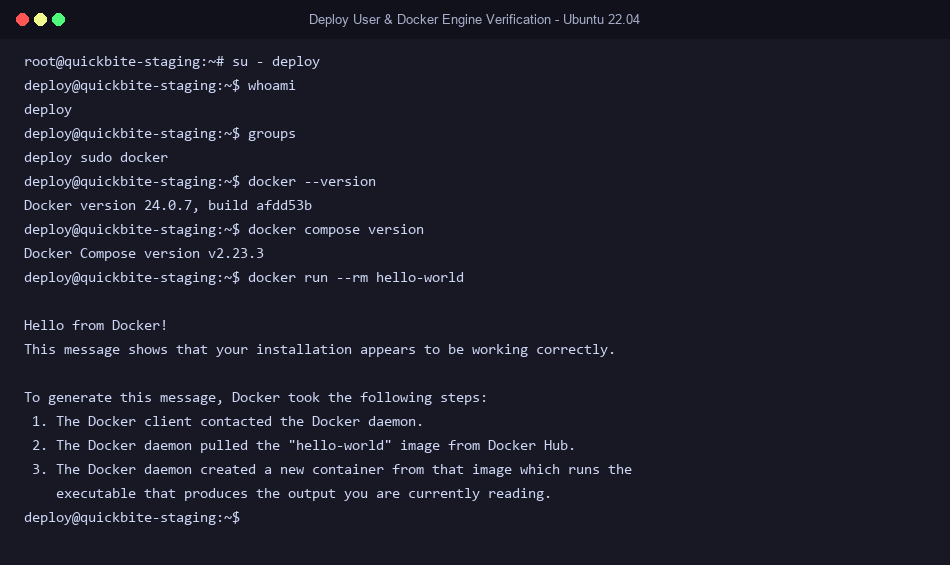 Deploy User & Docker Engine Verification - Ubuntu 22.04
root@quickbite-staging:~# su - deploy
deploy@quickbite-staging:~$ whoami
deploy
deploy@quickbite-staging:~$ groups
deploy sudo docker
deploy@quickbite-staging:~$ docker --version
Docker version 24.0.7, build afdd53b
deploy@quickbite-staging:~$ docker compose version
Docker Compose version v2.23.3
deploy@quickbite-staging:~$ docker run --rm hello-world
Hello from Docker!
This message shows that your installation appears to be working correctly.
To generate this message, Docker took the following steps:
1. The Docker client contacted the Docker daemon.
2. The Docker daemon pulled the "hello-world" image from Docker Hub.
3. The Docker daemon created a new container from that image which runs the
executable that produces the output you are currently reading.
deploy@quickbite-staging:~$